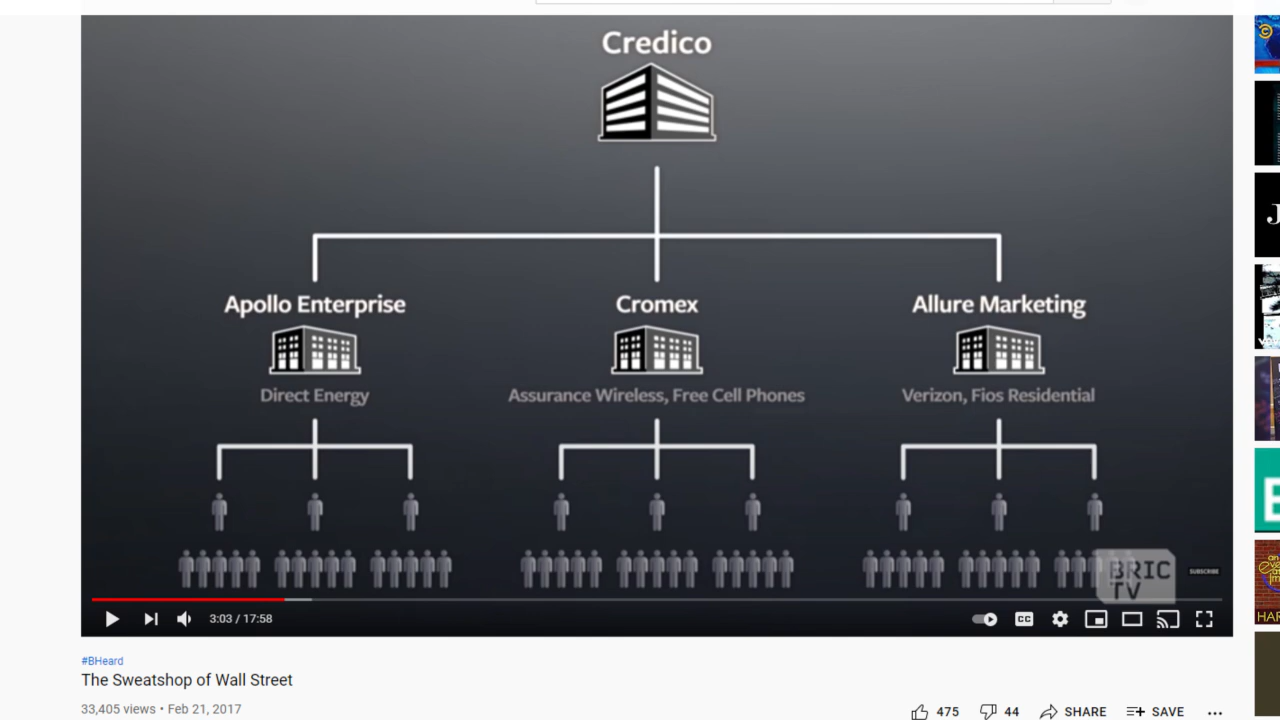 Credico
Apollo Enterprise
Cromex
Allure Marketing
Direct Energy
Assurance Wireless, Free Cell Phones
Verizon, Fios Residential
BRIC
TV
SUBSCRIBE
3:03 / 17:58
CC
#BHeard
The Sweatshop of Wall Street
33,405 views • Feb 21, 2017
475
44
SHARE
SAVE
HAR